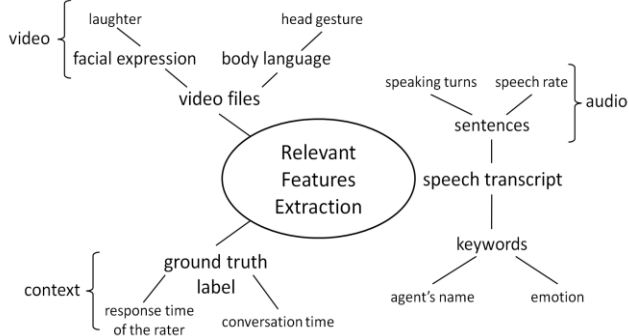 laughter
head gesture
video
facial expression
body language
video files
speaking turns
speech rate
audio
sentences
Relevant
Features
Extraction
speech transcript
keywords
agent's name
emotion
ground truth
label
context
response time
of the rater
conversation time